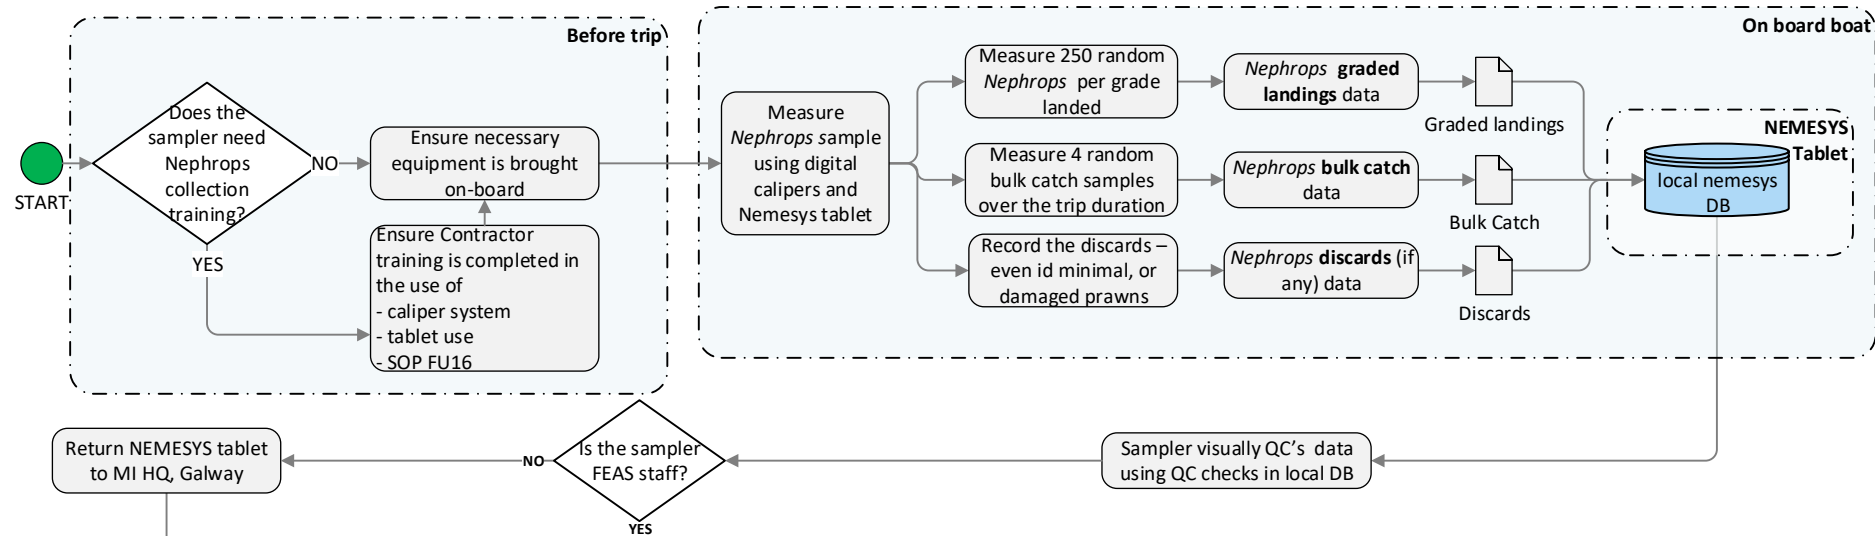 Before trip
On board boat
START
Does the
sampler need
Nephrops
collection
training?
NO
YES
Ensure necessary
equipment is brought
on-board
Ensure Contractor
training is completed in
the use of
- caliper system
- tablet use
- SOP FU16
Measure
Nephrops sample
using digital
calipers and
Nemesys tablet
Measure 250 random
Nephrops per grade
landed
Nephrops graded
landings data
Graded landings
Measure 4 random
bulk catch samples
over the trip duration
Nephrops bulk catch
data
Bulk Catch
Record the discards –
even id minimal, or
damaged prawns
Nephrops discards (if
any) data
Discards
NEMESYS
Tablet
local nemesys
DB
Sampler visually QC’s data
using QC checks in local DB
Is the sampler
FEAS staff?
NO
YES
Return NEMESYS tablet
to MI HQ, Galway